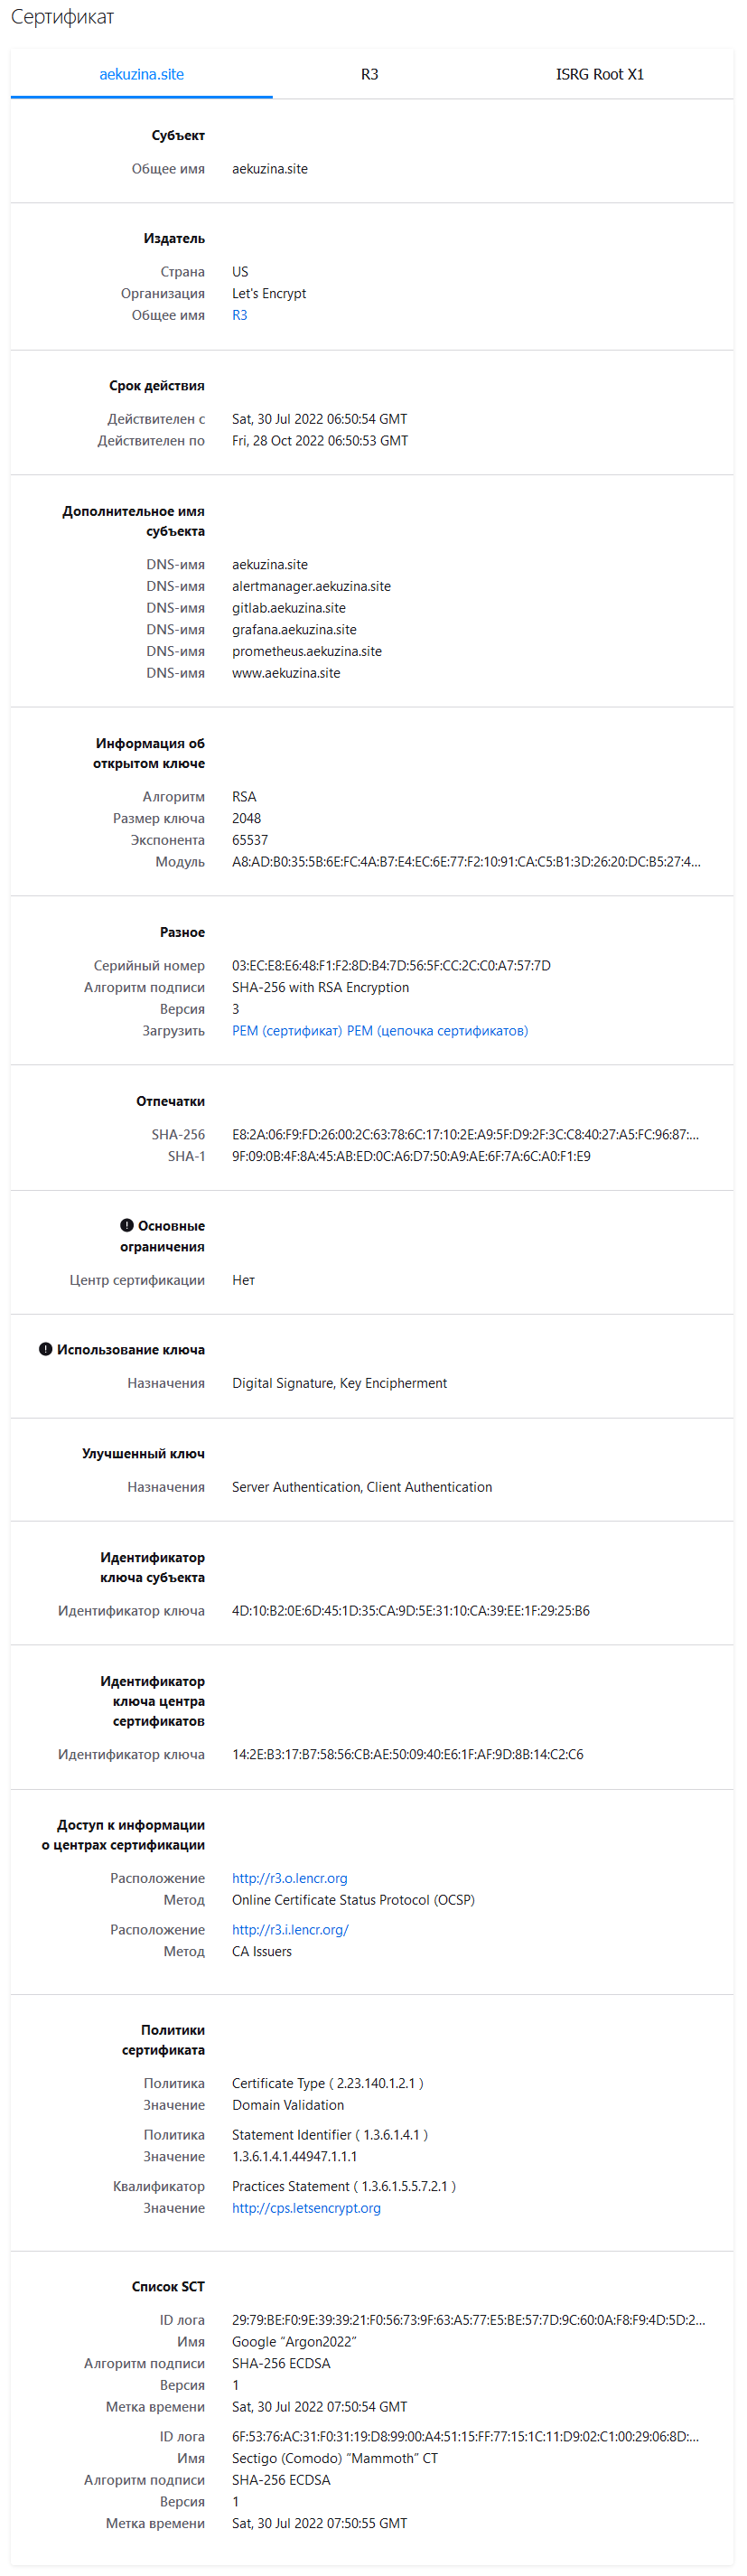 Сертификат
aekuzina.site R3 ISRG Root X1
Субъект
Общее имя aekuzina.site
Издатель
Страна US
Организация Let's Encrypt
Общее имя R3
Срок действия
Действителен с Sat, 30 Jul 2022 06:50:54 GMT
Действителен по Fri, 28 Oct 2022 06:50:53 GMT
Дополнительное имя
субъекта
DNS-имя aekuzina.site
DNS-имя alertmanager.aekuzina.site
DNS-имя gitlab.aekuzina.site
DNS-имя grafana.aekuzina.site
DNS-имя prometheus.aekuzina.site
DNS-имя www.aekuzina.site
Информация об
открытом ключе
Алгоритм RSA
Размер ключа 2048
Экспонента 65537
Модуль A8:AD:B0:35:5B:6E:FC:4A:B7:E4:EC:6E:77:F2:10:91:CA:C5:B1:3D:26:20:DC:B5:27:4...
Разное
Серийный номер 03:EC:E8:E6:48:F1:F2:8D:B4:7D:56:5F:CC:2C:C0:A7:57:7D
Алгоритм подписи SHA-256 with RSA Encryption
Версия 3
Загрузить PEM (сертификат) PEM (цепочка сертификатов)
Отпечатки
SHA-256 E8:2A:06:F9:FD:26:00:2C:63:78:6C:17:10:2E:A9:5F:D9:2F:3C:C8:40:27:A5:FC:96:87:...
SHA-1 9F:09:0B:4F:8A:45:AB:ED:0C:A6:D7:50:A9:AE:6F:7A:6C:A0:F1:E9
Основные
ограничения
Центр сертификации Нет
Использование ключа
Назначения Digital Signature, Key Encipherment
Улучшенный ключ
Назначения Server Authentication, Client Authentication
Идентификатор
ключа субъекта
Идентификатор ключа 4D:10:B2:0E:6D:45:1D:35:CA:9D:5E:31:10:CA:39:EE:1F:29:25:B6
Идентификатор
ключа центра
сертификатов
Идентификатор ключа 14:2E:B3:17:B7:58:56:CB:AE:50:09:40:E6:1F:AF:9D:8B:14:C2:C6
Доступ к информации
о центрах сертификации
Расположение http://r3.o.lencr.org
Метод Online Certificate Status Protocol (OCSP)
Расположение http://r3.i.lencr.org/
Метод CA Issuers
Политики
сертификата
Политика Certificate Type ( 2.23.140.1.2.1 )
Значение Domain Validation
Политика Statement Identifier ( 1.3.6.1.4.1 )
Значение 1.3.6.1.4.1.44947.1.1.1
Квалификатор Practices Statement ( 1.3.6.1.5.5.7.2.1 )
Значение http://cps.letsencrypt.org
Список SCT
ID лога 29:79:BE:F0:9E:39:39:21:F0:56:73:9F:63:A5:77:E5:BE:57:7D:9C:60:0A:F8:F9:4D:5D:2...
Имя Google “Argon2022”
Алгоритм подписи SHA-256 ECDSA
Версия 1
Метка времени Sat, 30 Jul 2022 07:50:54 GMT
ID лога 6F:53:76:AC:31:F0:31:19:D8:99:00:A4:51:15:FF:77:15:1C:11:D9:02:C1:00:29:06:8D:...
Имя Sectigo (Comodo) “Mammoth” CT
Алгоритм подписи SHA-256 ECDSA
Версия 1
Метка времени Sat, 30 Jul 2022 07:50:55 GMT